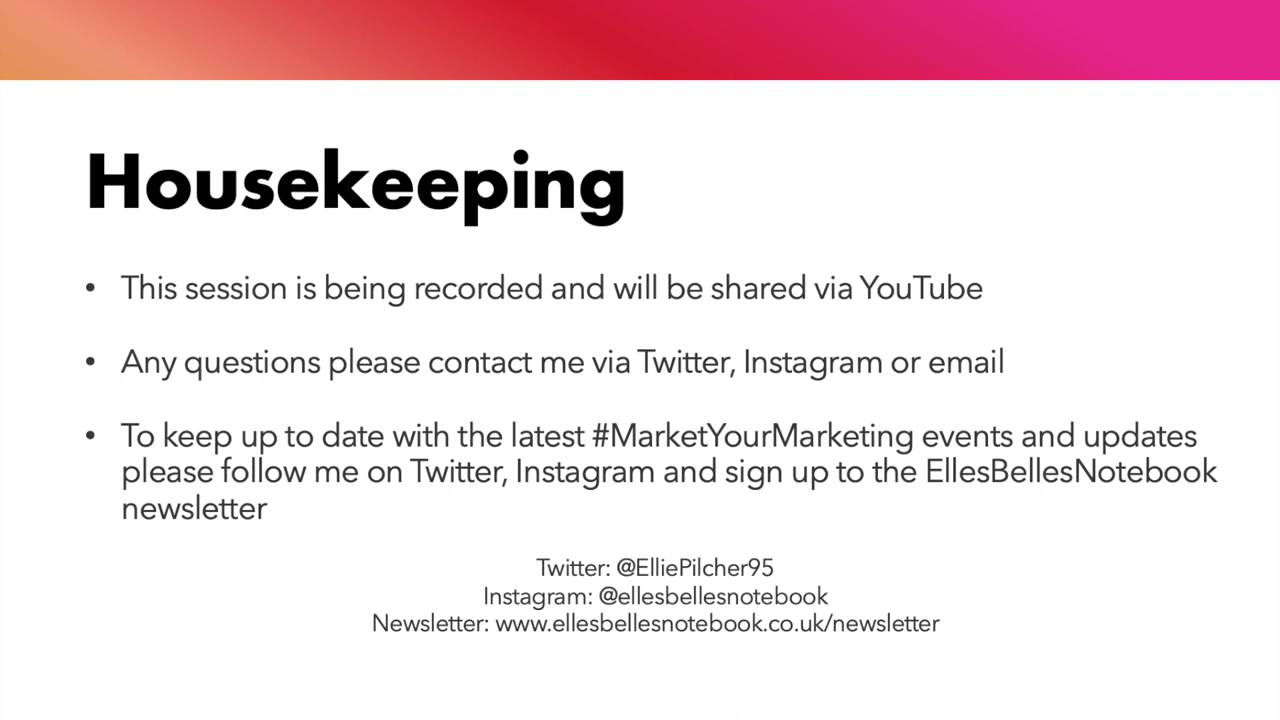 Housekeeping
• This session is being recorded and will be shared via YouTube
• Any questions please contact me via Twitter, Instagram or email
• To keep up to date with the latest #MarketYourMarketing events and updates
please follow me on Twitter, Instagram and sign up to the EllesBellesNotebook
newsletter
Twitter: @ElliePilcher95
Instagram: @ellesbellesnotebook
Newsletter: www.ellesbellesnotebook.co.uk/newsletter